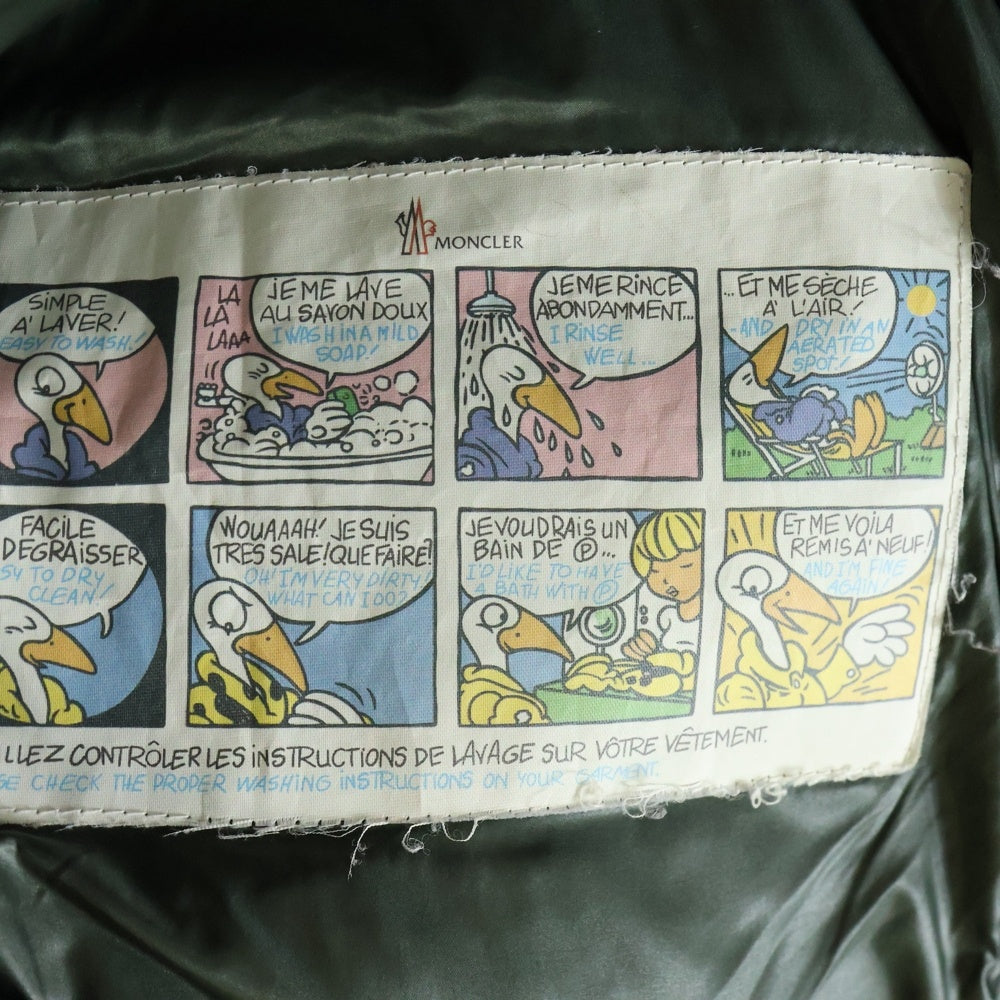 MONCLER
SIMPLE
A' LAVER!
EASY TO WASH!
LA
LA
LAAA
JE ME LAVE
AU SAVON DOUX
I WASH IN A MILD
SOAP!
JE ME RINCE
ABONDAMMENT...
I RINSE
WELL...
...ET ME SÈCHE
A' L'AIR!
-AND DRY IN AN
AERATED
SPOT!
FACILE
DEGRAISSER
SY TO DRY
CLEAN!
WOUAAAH! JE SUIS
TRES SALE! QUE FAIRE?
OH! I'M VERY DIRTY!
WHAT CAN I DO?
JE VOUDRAIS UN
BAIN DE Ⓟ...
I'D LIKE TO HAVE
A BATH WITH Ⓟ
ET ME VOILA
REMIS A' NEUF!
AND I'M FINE
AGAIN!
LLEZ CONTRÔLER LES INSTRUCTIONS DE LAVAGE SUR VÔTRE VÊTEMENT.
SE CHECK THE PROPER WASHING INSTRUCTIONS ON YOUR GARMENT.